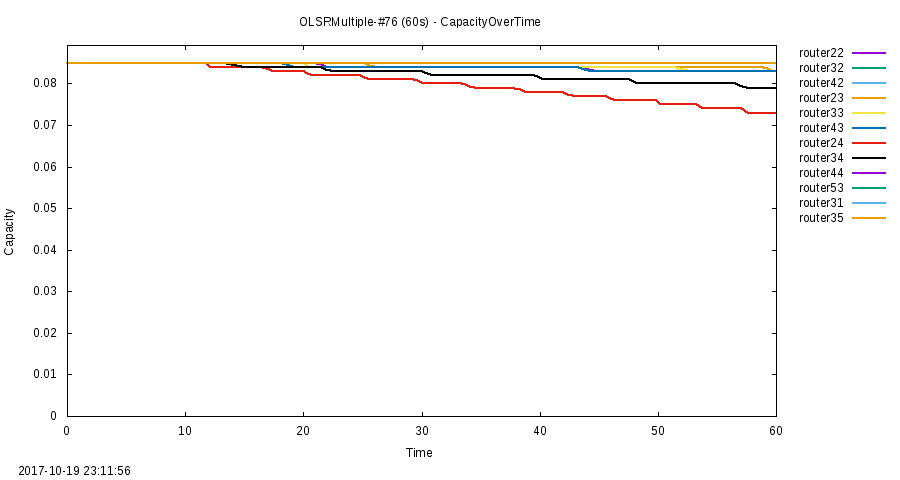 OLSRMultiple-#76 (60s) - CapacityOverTime
router22
router32
router42
router23
router33
router43
router24
router34
router44
router53
router31
router35
0.08
0.07
0.06
0.05
0.04
0.03
0.02
0.01
0
Capacity
0 10 20 30 40 50 60
Time
2017-10-19 23:11:56